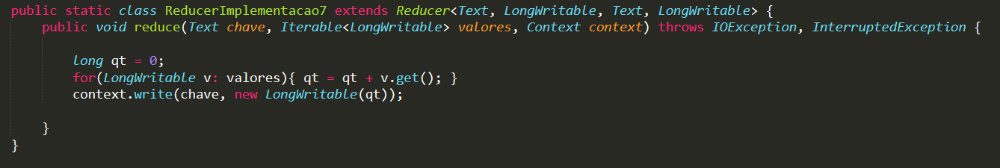 public static class ReducerImplementacao7 extends Reducer<Text, LongWritable, Text, LongWritable> {
public void reduce(Text chave, Iterable<LongWritable> valores, Context context) throws IOException, InterruptedException {
long qt = 0;
for(LongWritable v: valores){ qt = qt + v.get(); }
context.write(chave, new LongWritable(qt));
}
}